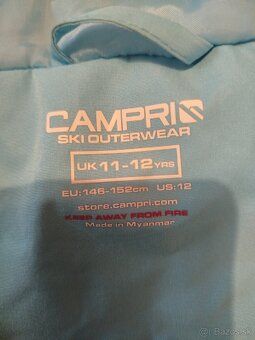 CAMPRI
SKI OUTERWEAR
UK 11-12 YRS
EU:146-152cm US:12
store.campri.com
KEEP AWAY FROM FIRE
Made in Myanmar